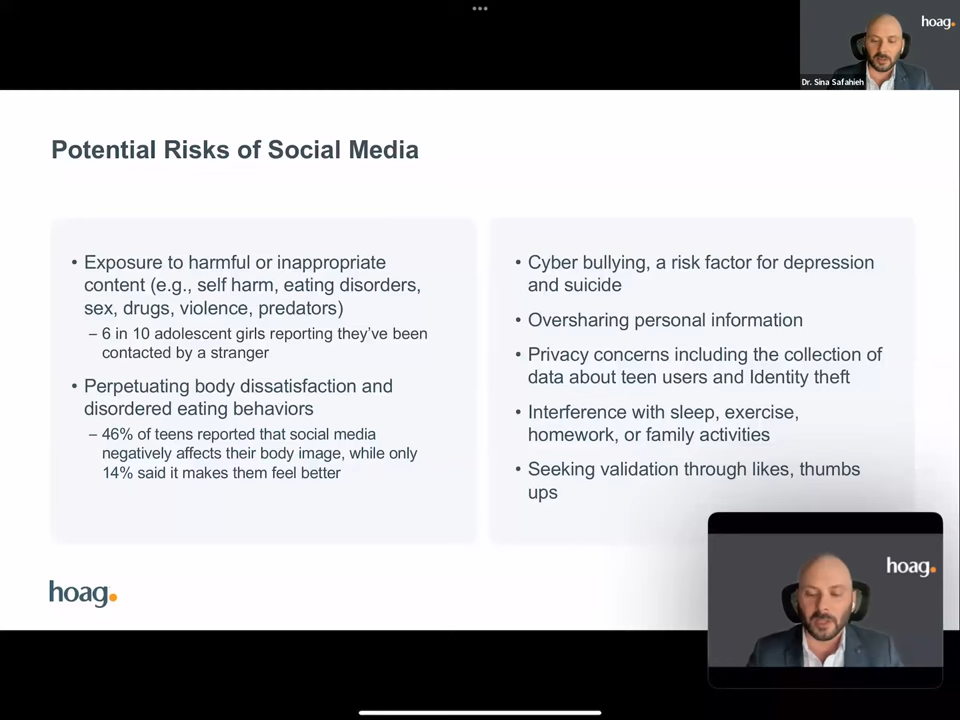 hoag.
Dr. Sina Safahieh
Potential Risks of Social Media
• Exposure to harmful or inappropriate
content (e.g., self harm, eating disorders,
sex, drugs, violence, predators)
– 6 in 10 adolescent girls reporting they’ve been
contacted by a stranger
• Perpetuating body dissatisfaction and
disordered eating behaviors
– 46% of teens reported that social media
negatively affects their body image, while only
14% said it makes them feel better
• Cyber bullying, a risk factor for depression
and suicide
• Oversharing personal information
• Privacy concerns including the collection of
data about teen users and Identity theft
• Interference with sleep, exercise,
homework, or family activities
• Seeking validation through likes, thumbs
ups
hoag.
hoag.